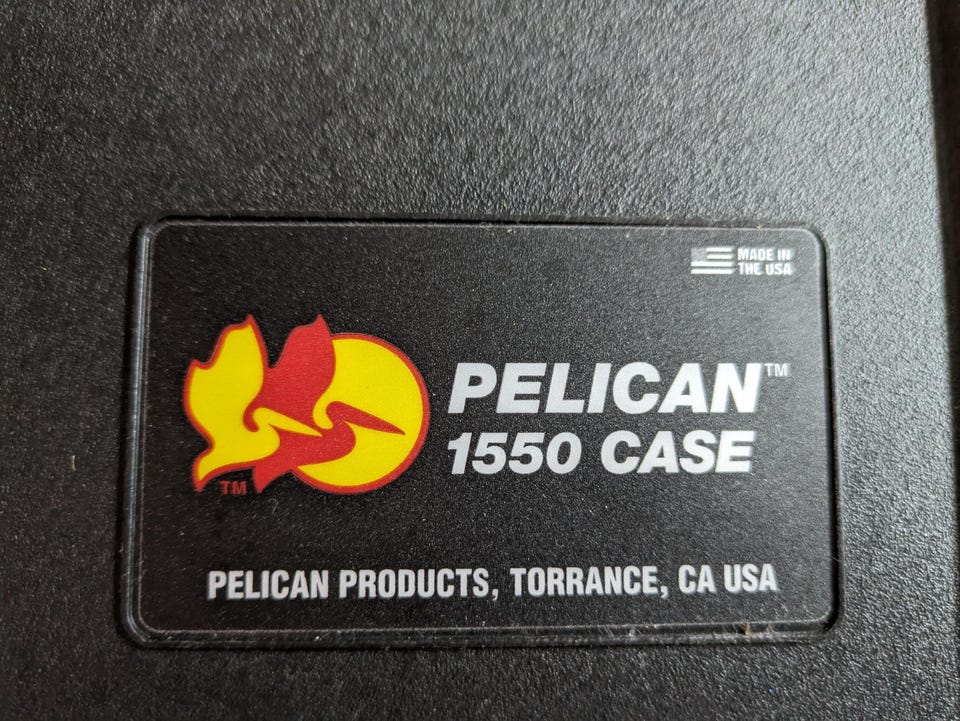 MADE IN
THE USA
PELICAN™
1550 CASE
TM
PELICAN PRODUCTS, TORRANCE, CA USA